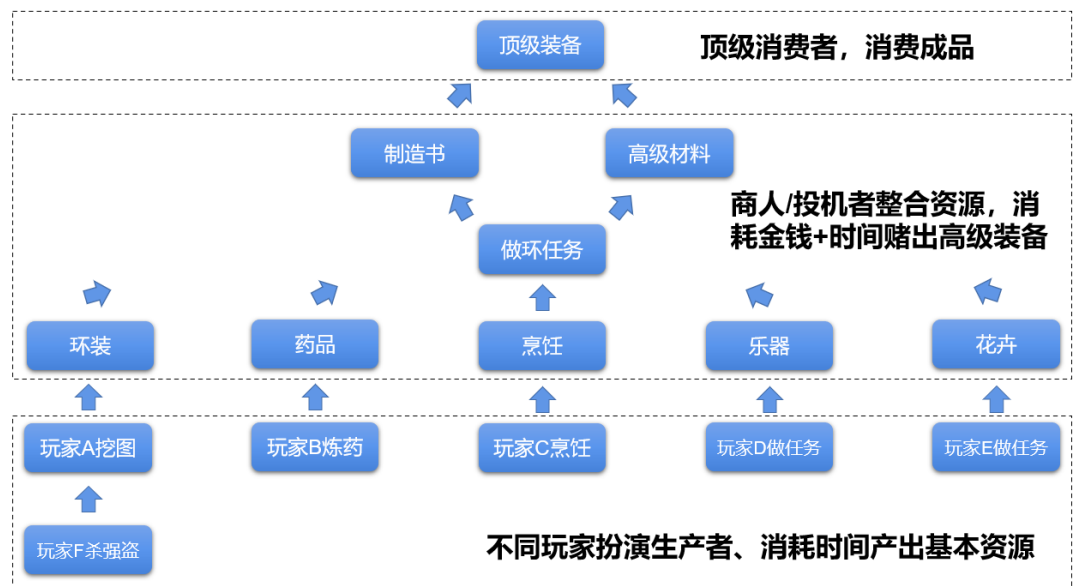 顶级装备
顶级消费者，消费成品
制造书
高级材料
商人/投机者整合资源，消
耗金钱+时间赌出高级装备
做环任务
环装
药品
烹饪
乐器
花卉
玩家A挖图
玩家B炼药
玩家C烹饪
玩家D做任务
玩家E做任务
玩家F杀强盗
不同玩家扮演生产者、消耗时间产出基本资源